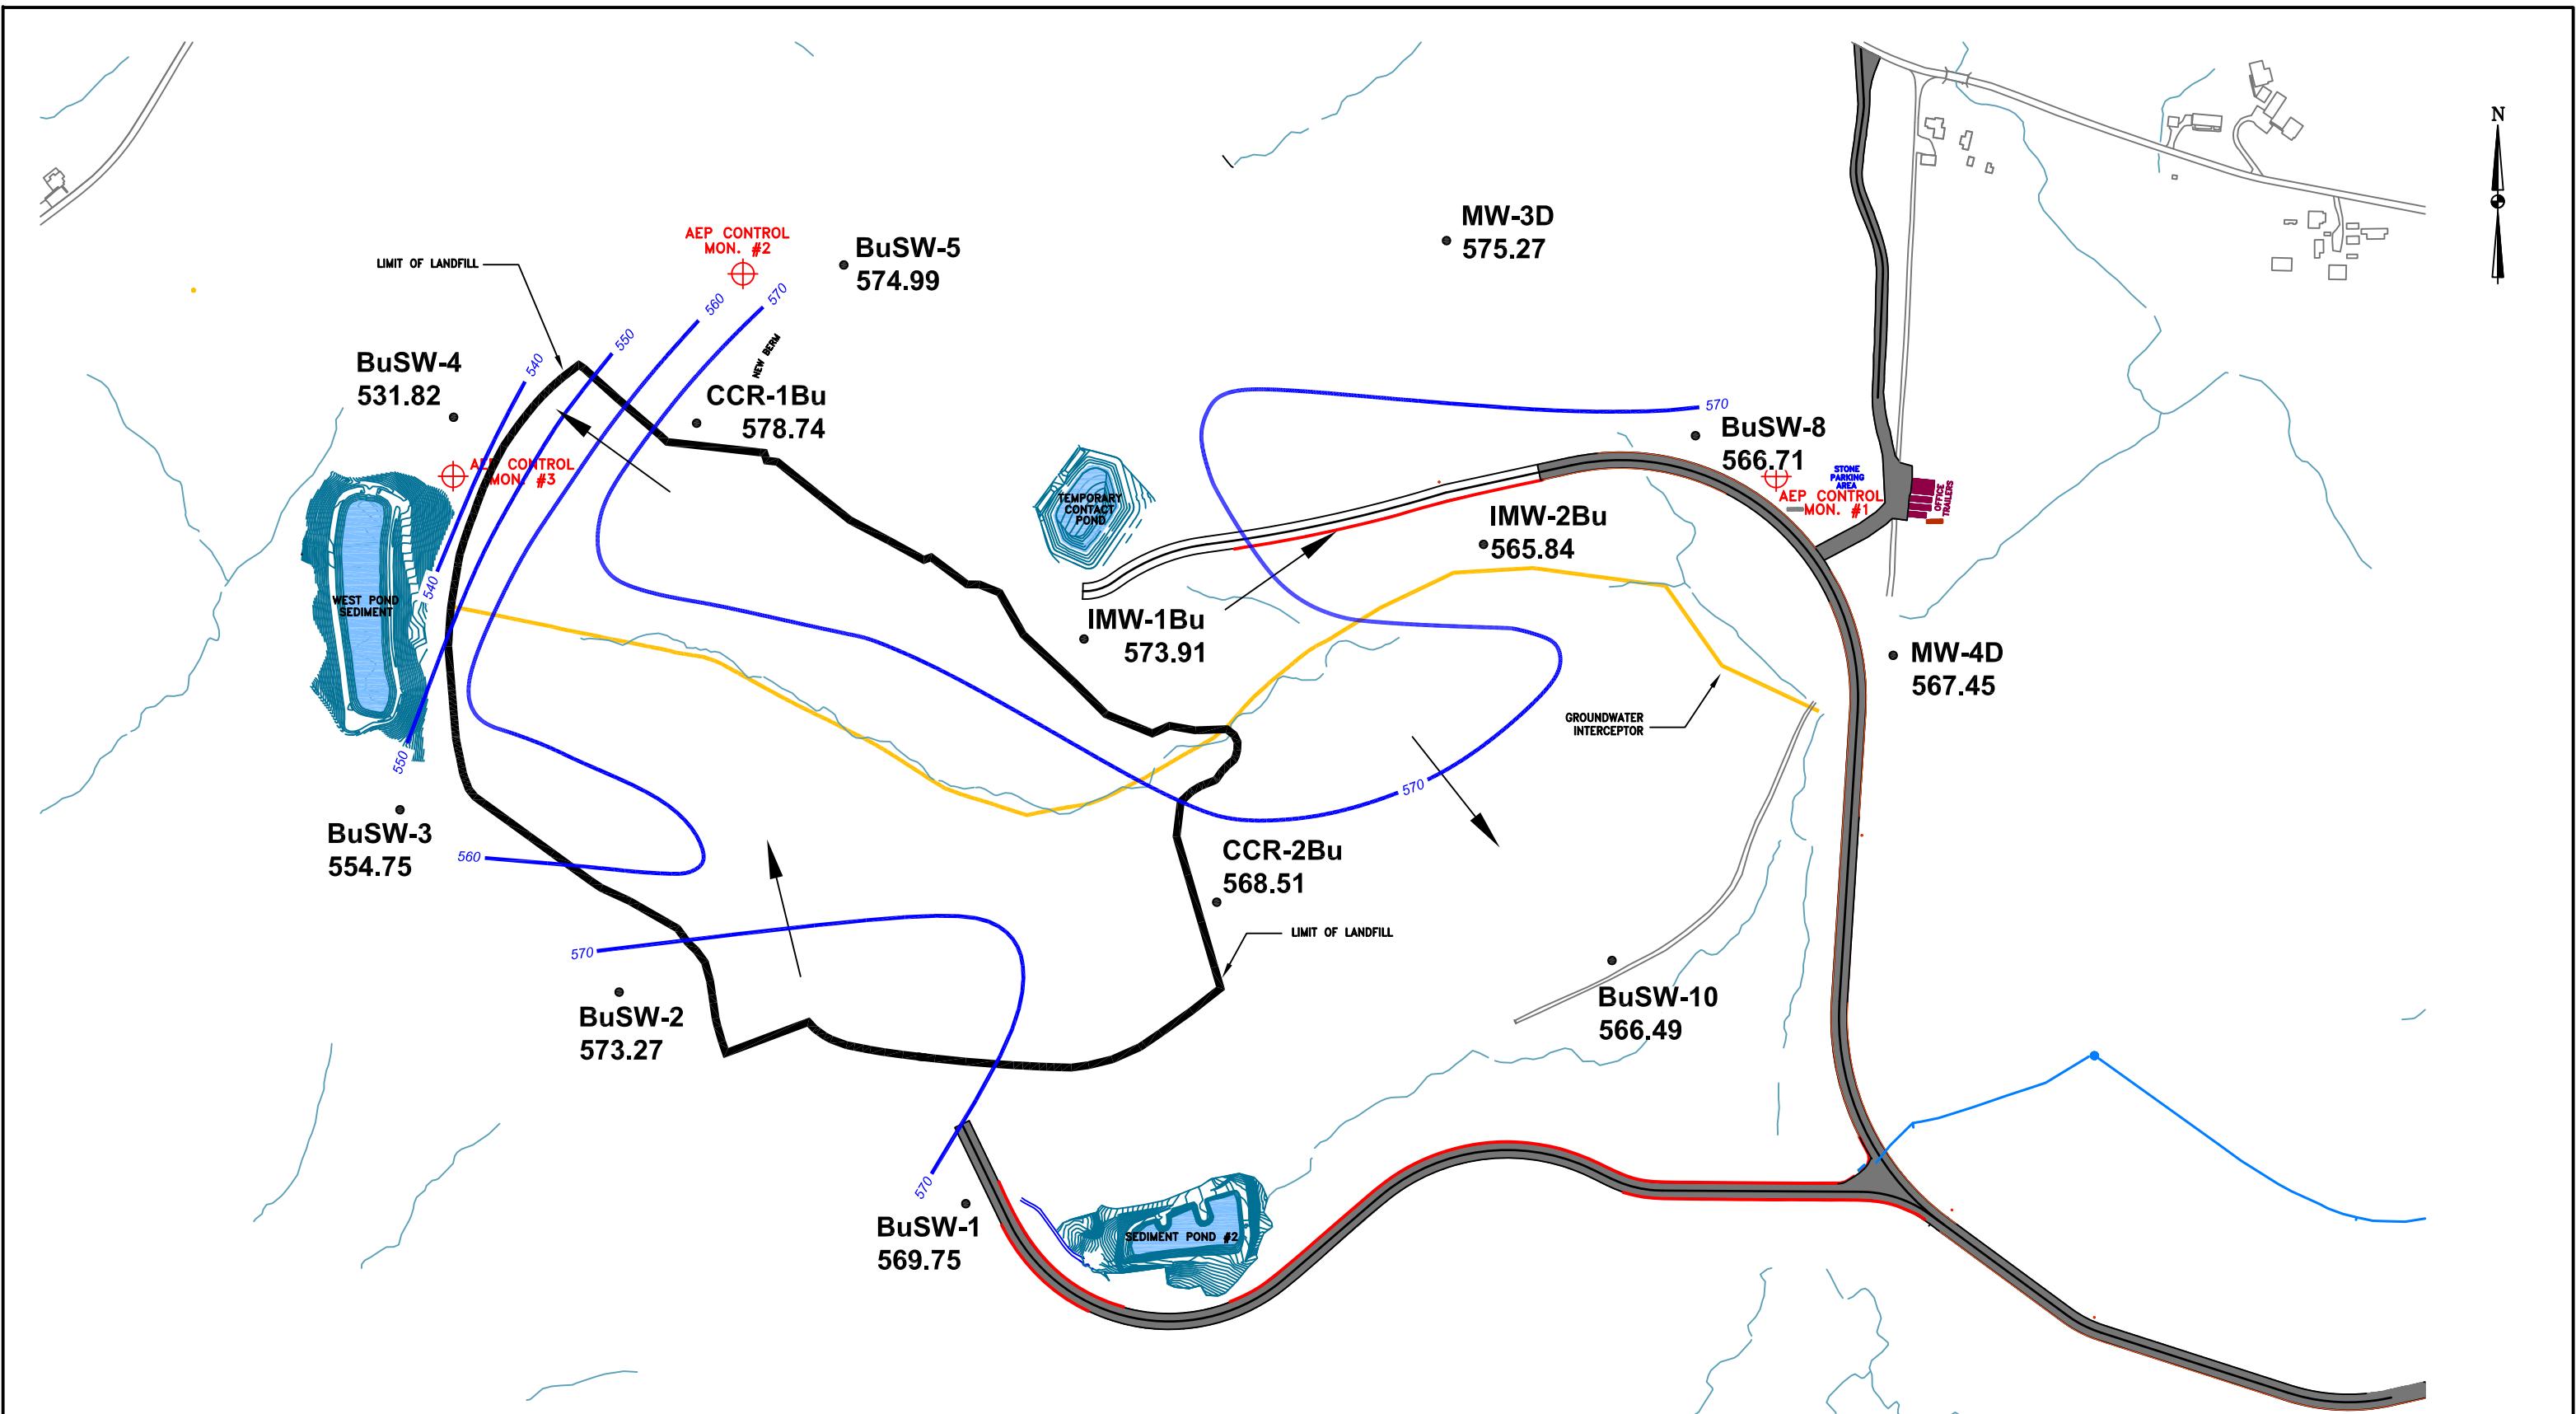 N
AEP CONTROL
MON. #2
BuSW-5
574.99
MW-3D
575.27
LIMIT OF LANDFILL
570
560
550
540
NEW BERM
BuSW-4
531.82
CCR-1Bu
578.74
570
BuSW-8
566.71
STONE
PARKING
AREA
OFFICE
TRAILERS
AEP CONTROL
MON. #1
AEP CONTROL
MON. #3
TEMPORARY
CONTACT
POND
IMW-2Bu
565.84
540
WEST POND
SEDIMENT
IMW-1Bu
573.91
MW-4D
567.45
GROUNDWATER
INTERCEPTOR
550
570
BuSW-3
554.75
560
CCR-2Bu
568.51
LIMIT OF LANDFILL
570
BuSW-2
573.27
BuSW-10
566.49
570
BuSW-1
569.75
SEDIMENT POND #2